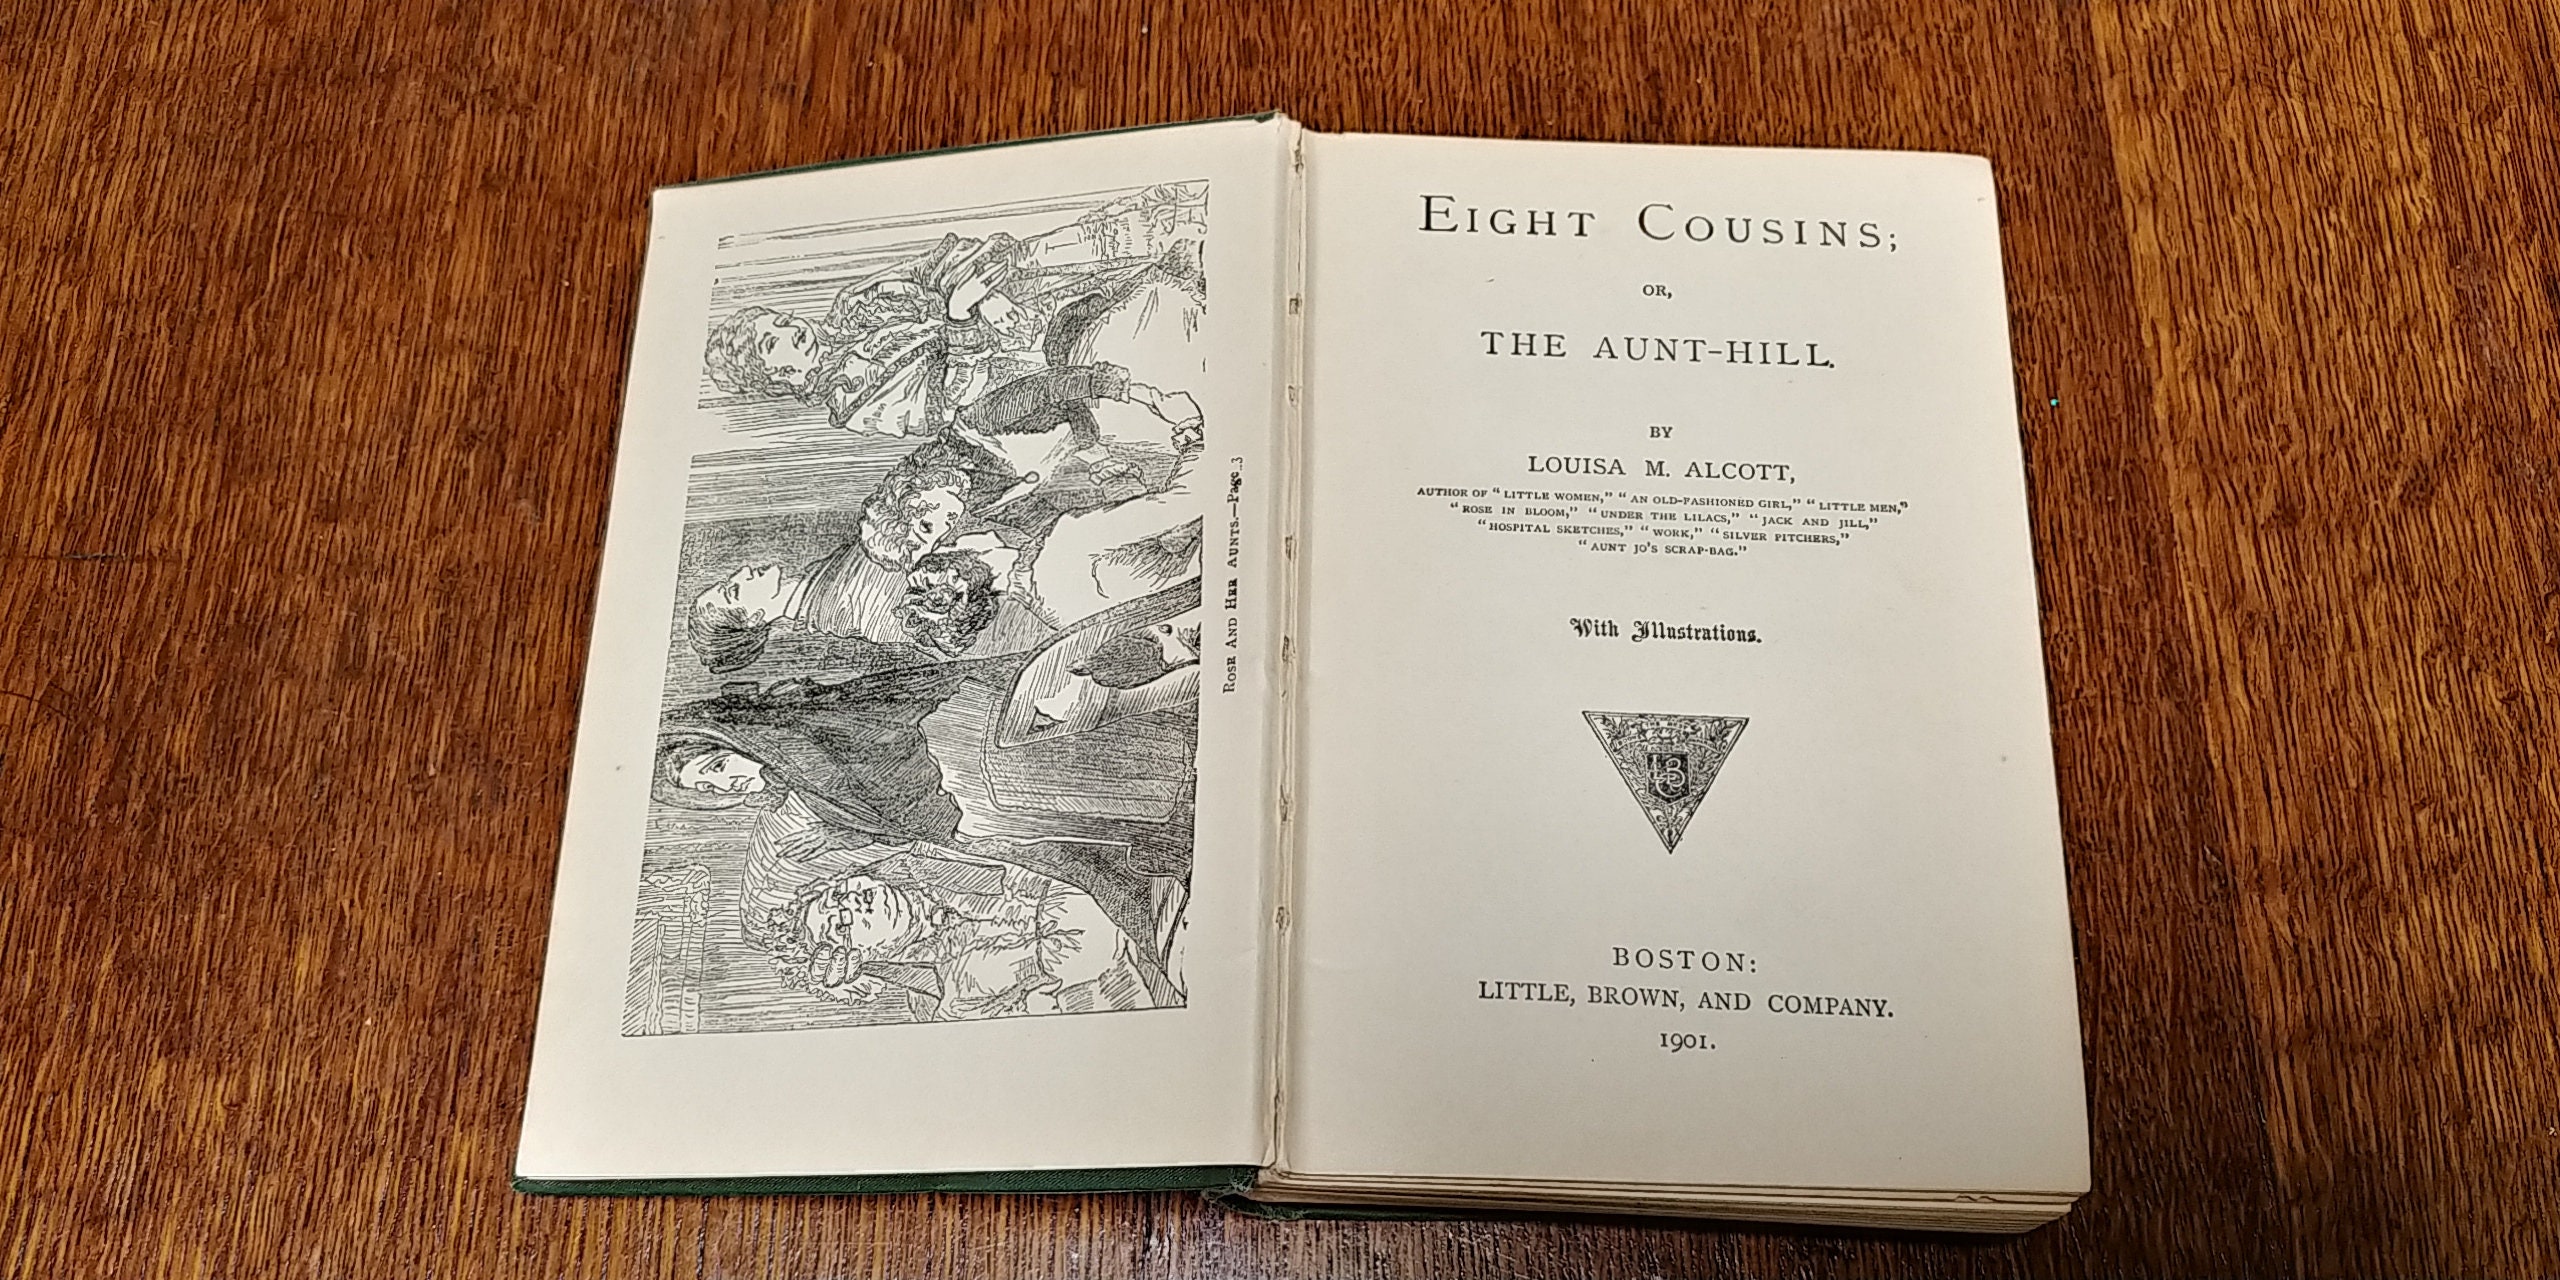 ROSE AND HER AUNTS.—Page 3
EIGHT COUSINS;
OR,
THE AUNT-HILL.
BY
LOUISA M. ALCOTT,
AUTHOR OF "LITTLE WOMEN," "AN OLD-FASHIONED GIRL," "LITTLE MEN,"
"ROSE IN BLOOM," "UNDER THE LILACS," "JACK AND JILL,"
"HOSPITAL SKETCHES," "WORK," "SILVER PITCHERS,"
"AUNT JO'S SCRAP-BAG."
With Illustrations.
BOSTON:
LITTLE, BROWN, AND COMPANY.
1901.